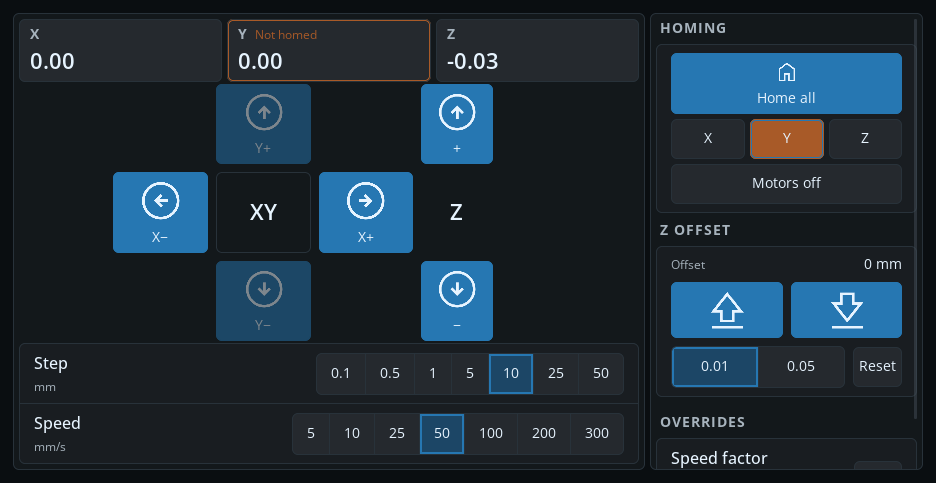 X
0.00
Y Not homed
0.00
Z
-0.03
Y+
+
X−
XY
X+
Z
Y−
−
Step
mm
0.1 0.5 1 5 10 25 50
Speed
mm/s
5 10 25 50 100 200 300
HOMING
Home all
X Y Z
Motors off
Z OFFSET
Offset 0 mm
0.01 0.05 Reset
OVERRIDES
Speed factor